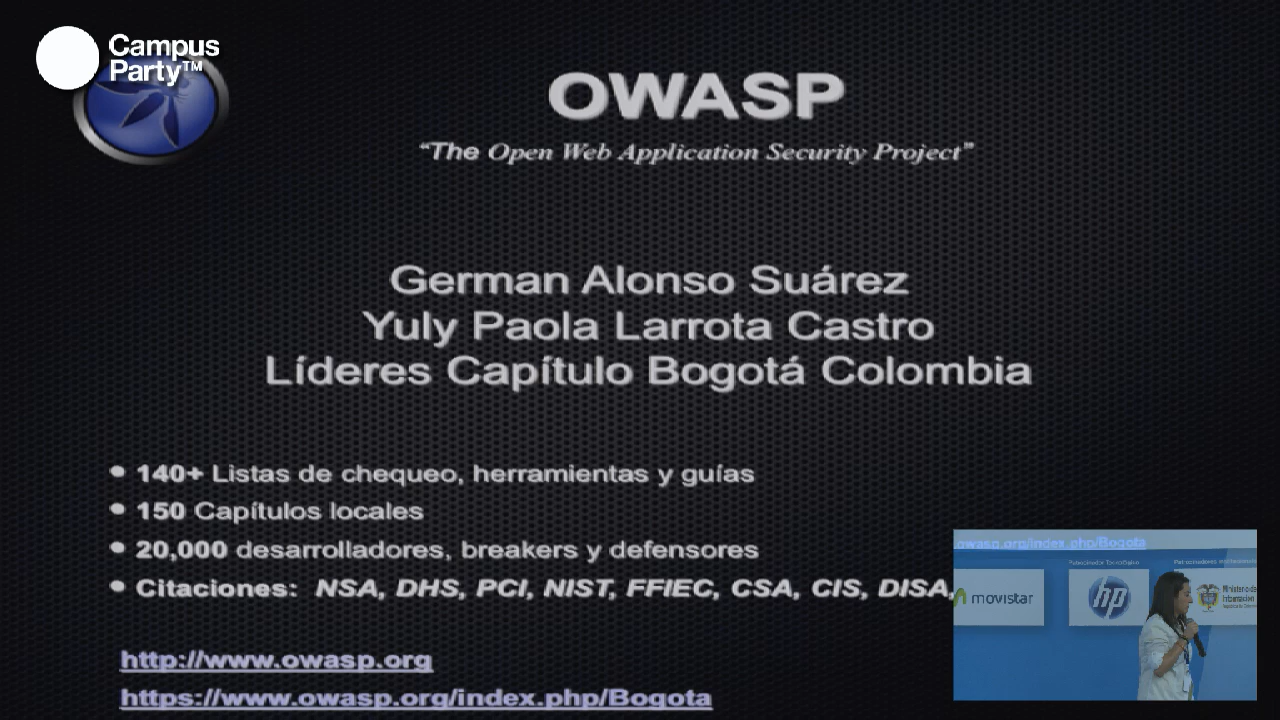 Campus
Party™
OWASP
“The Open Web Application Security Project”
German Alonso Suárez
Yuly Paola Larrota Castro
Líderes Capítulo Bogotá Colombia
• 140+ Listas de chequeo, herramientas y guías
• 150 Capítulos locales
• 20,000 desarrolladores, breakers y defensores
• Citaciones: NSA, DHS, PCI, NIST, FFIEC, CSA, CIS, DISA,
http://www.owasp.org
https://www.owasp.org/index.php/Bogota
owasp.org/index.php/Bogota
movistar
hp